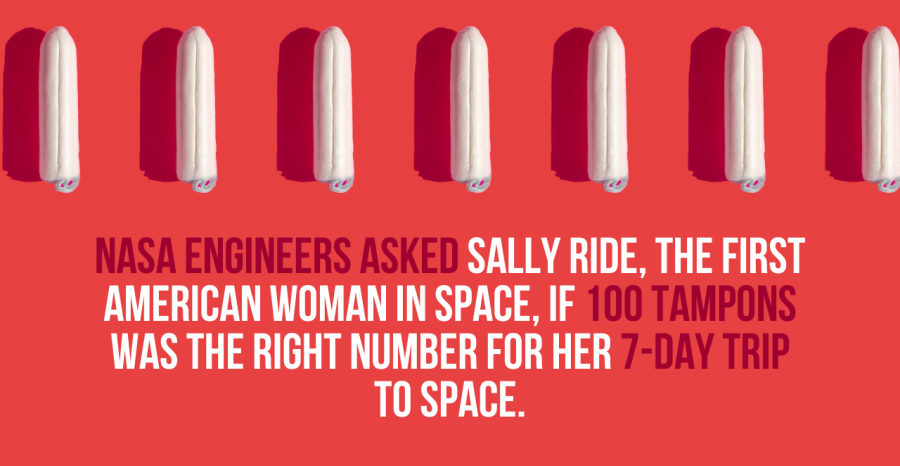 NASA ENGINEERS ASKED SALLY RIDE, THE FIRST
AMERICAN WOMAN IN SPACE, IF 100 TAMPONS
WAS THE RIGHT NUMBER FOR HER 7-DAY TRIP
TO SPACE.